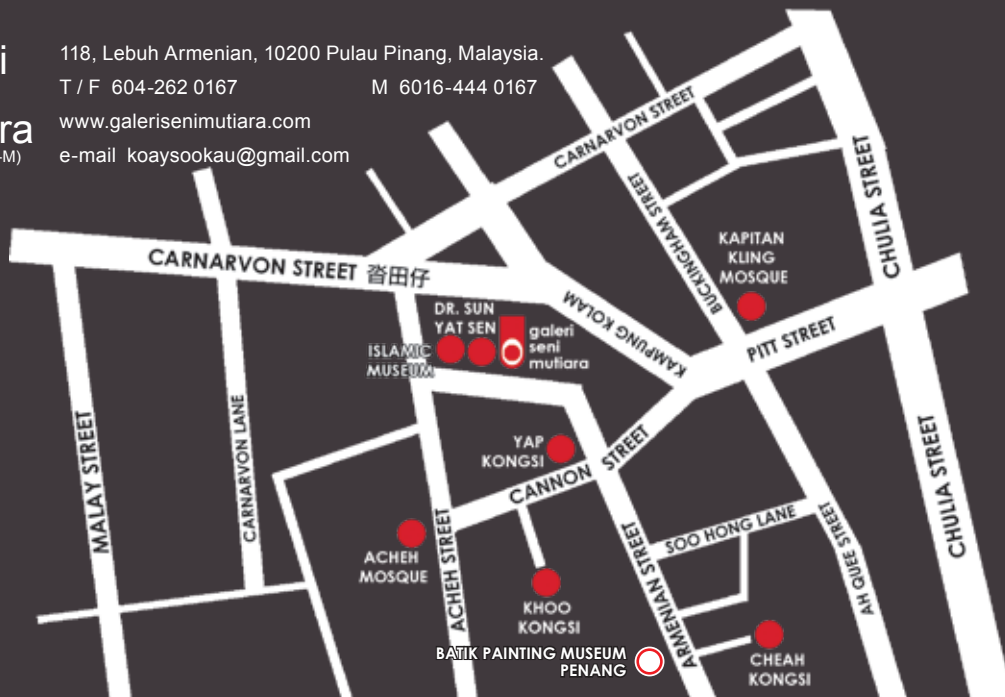 i
ra
-M)
118, Lebuh Armenian, 10200 Pulau Pinang, Malaysia.
T / F 604-262 0167 M 6016-444 0167
www.galerisenimutiara.com
e-mail koaysookau@gmail.com
CARNARVON STREET
CHULIA STREET
BUCKINGHAM STREET
KAPITAN
KLING
MOSQUE
CARNARVON STREET 沓田仔
KAMPUNG KOLAM
PITT STREET
DR. SUN
YAT SEN
galeri
seni
mutiara
ISLAMIC
MUSEUM
MALAY STREET
CARNARVON LANE
YAP
KONGSI
CANNON STREET
ACHEH STREET
ACHEH
MOSQUE
KHOO
KONGSI
ARMENIAN STREET
SOO HONG LANE
AH QUEE STREET
CHULIA STREET
BATIK PAINTING MUSEUM
PENANG
CHEAH
KONGSI